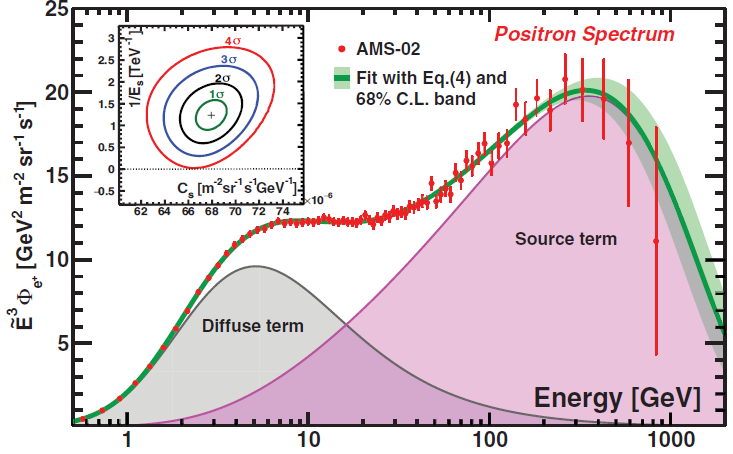 25
20
15
10
5
Ẽ³ Φe⁺ [GeV² m⁻² sr⁻¹ s⁻¹]
Positron Spectrum
AMS-02
Fit with Eq.(4) and
68% C.L. band
3
2.5
2
1.5
1
0.5
0
-0.5
1/Es [TeV⁻¹]
4σ
3σ
2σ
1σ
Cs [m⁻²sr⁻¹s⁻¹GeV⁻¹]
×10⁻⁶
62 64 66 68 70 72 74
Source term
Diffuse term
Energy [GeV]
1 10 100 1000